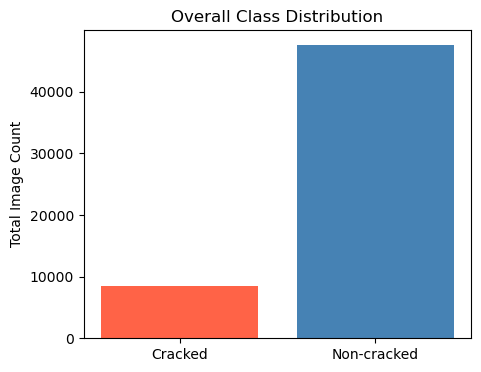 Overall Class Distribution
Total Image Count
40000
30000
20000
10000
0
Cracked
Non-cracked